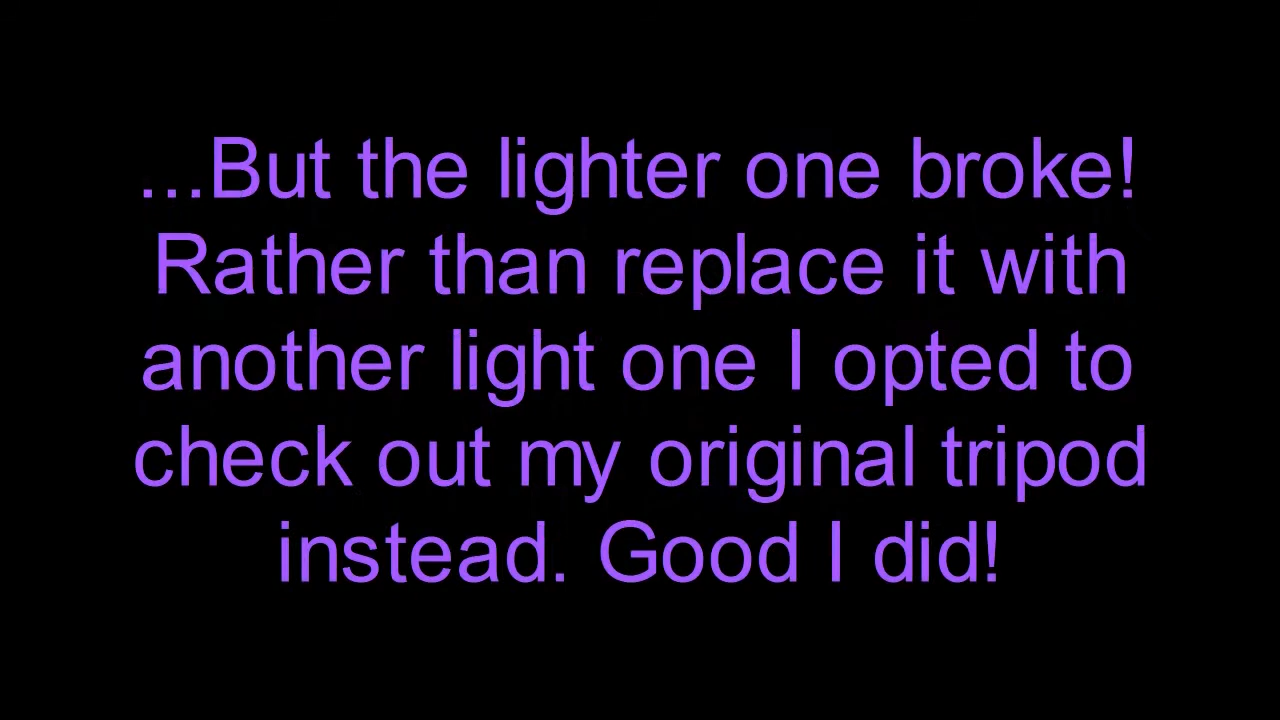 ...But the lighter one broke!
Rather than replace it with
another light one I opted to
check out my original tripod
instead. Good I did!